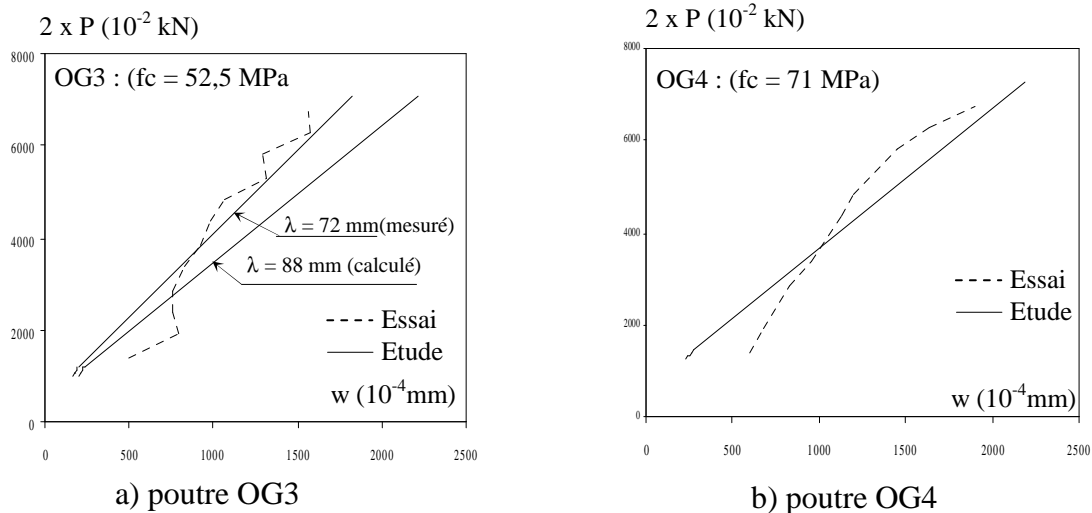 2 x P (10-2 kN)
8000
OG3 : (fc = 52,5 MPa
6000
λ = 72 mm(mesuré)
4000
λ = 88 mm (calculé)
Essai
2000
Etude
w (10-4mm)
0
0 500 1000 1500 2000 2500
a) poutre OG3
2 x P (10-2 kN)
8000
OG4 : (fc = 71 MPa)
6000
4000
Essai
Etude
2000
w (10-4mm)
0
0 500 1000 1500 2000 2500
b) poutre OG4